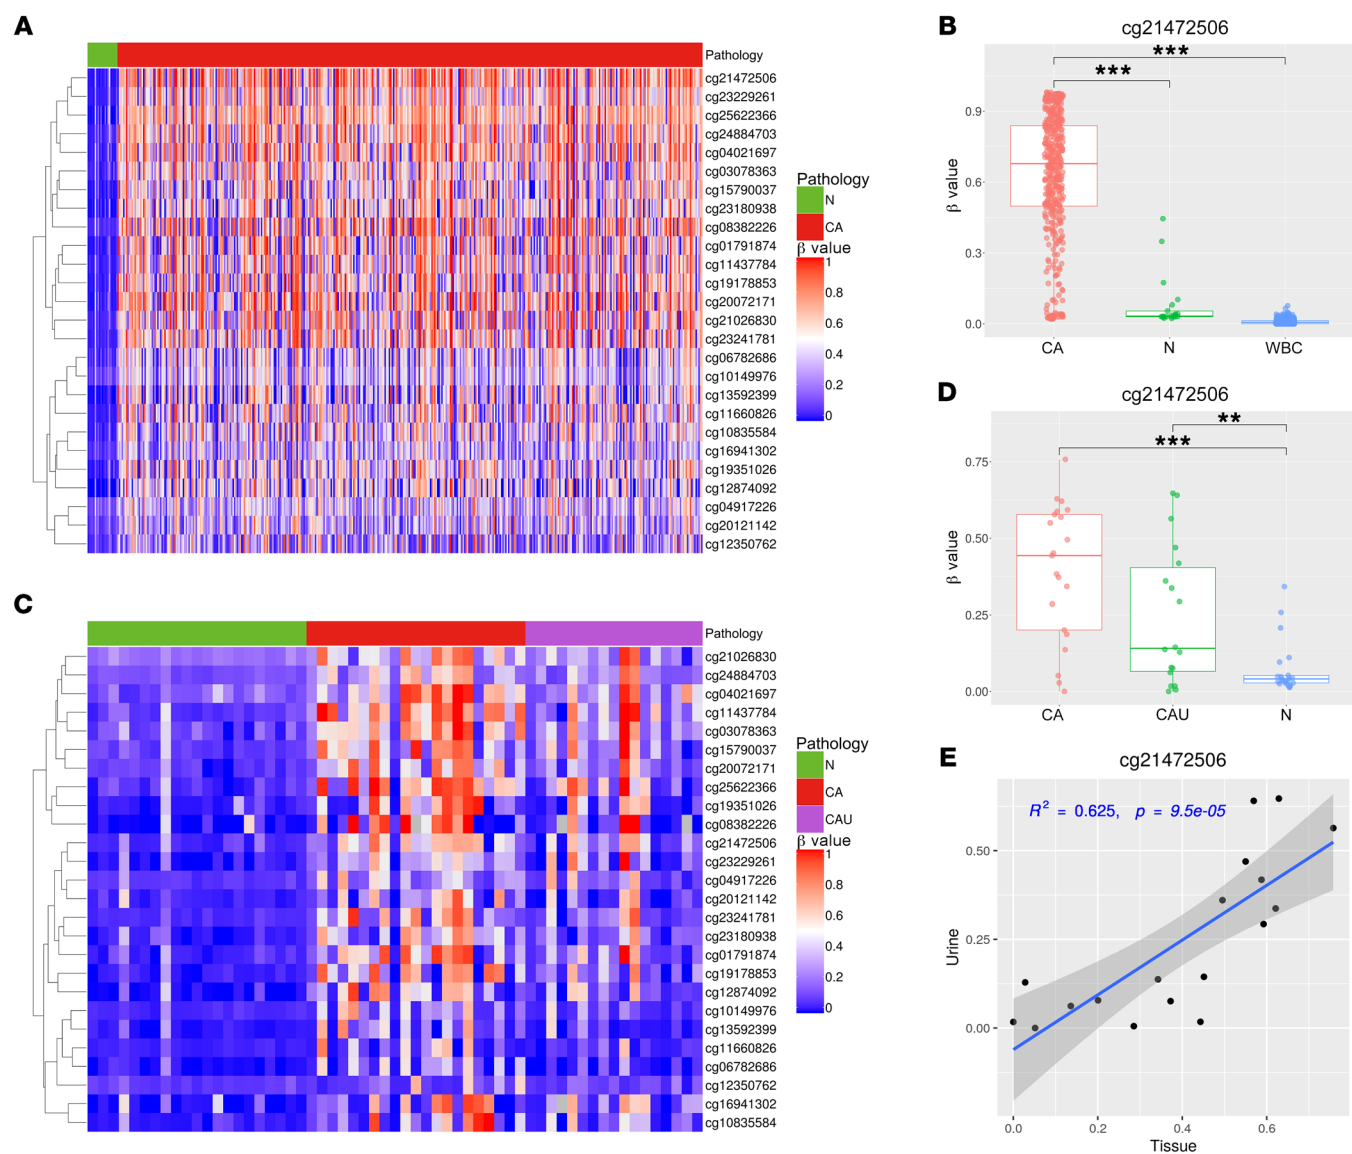 A
Pathology
cg21472506
cg23229261
cg25622366
cg24884703
cg04021697
cg03078363
cg15790037
cg23180938
cg08382226
cg01791874
cg11437784
cg19178853
cg20072171
cg21026830
cg23241781
cg06782686
cg10149976
cg13592399
cg11660826
cg10835584
cg16941302
cg19351026
cg12874092
cg04917226
cg20121142
cg12350762
Pathology
N
CA
β value
1
0.8
0.6
0.4
0.2
0
B
cg21472506
***
***
β value
0.9
0.6
0.3
0.0
CA N WBC
C
Pathology
cg21026830
cg24884703
cg04021697
cg11437784
cg03078363
cg15790037
cg20072171
cg25622366
cg19351026
cg08382226
cg21472506
cg23229261
cg04917226
cg20121142
cg23241781
cg23180938
cg01791874
cg19178853
cg12874092
cg10149976
cg13592399
cg11660826
cg06782686
cg12350762
cg16941302
cg10835584
Pathology
N
CA
CAU
β value
1
0.8
0.6
0.4
0.2
0
D
cg21472506
**
***
β value
0.75
0.50
0.25
0.00
CA CAU N
E
cg21472506
R² = 0.625, p = 9.5e-05
Urine
0.50
0.25
0.00
0.0 0.2 0.4 0.6
Tissue